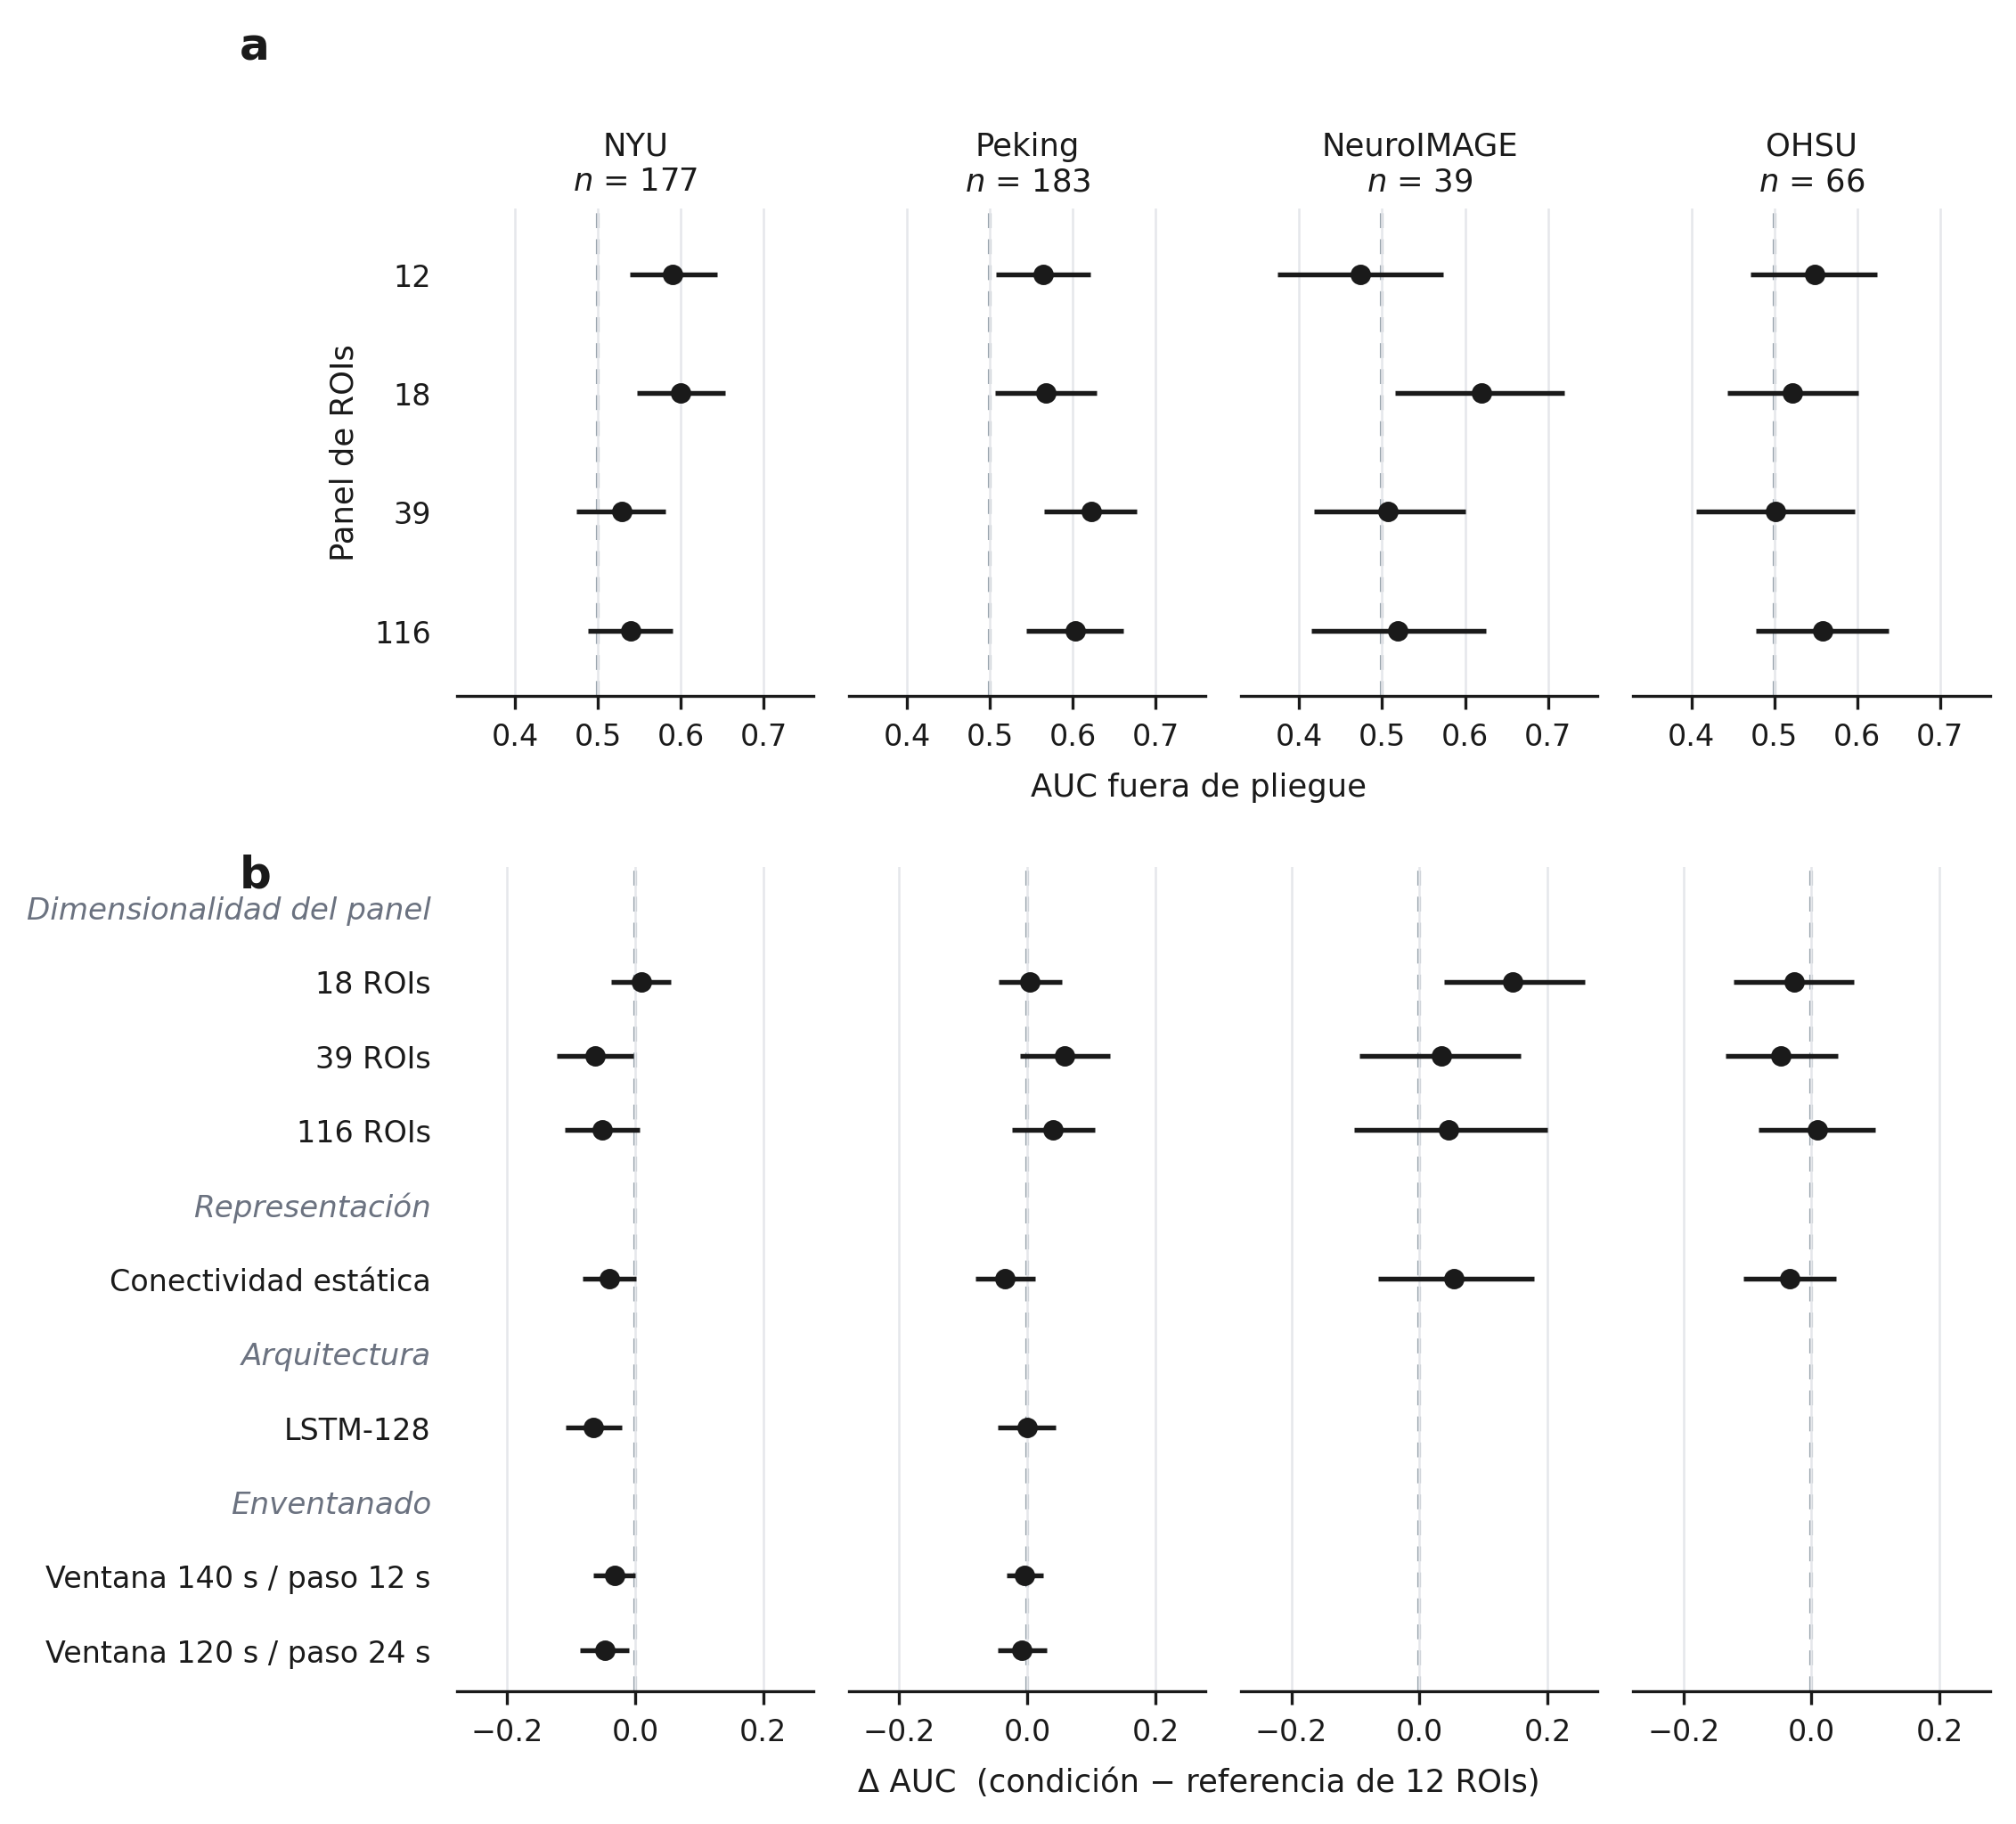 a
NYU
n = 177
Peking
n = 183
NeuroIMAGE
n = 39
OHSU
n = 66
Panel de ROIs
12
18
39
116
0.4 0.5 0.6 0.7
0.4 0.5 0.6 0.7
0.4 0.5 0.6 0.7
0.4 0.5 0.6 0.7
AUC fuera de pliegue
b
Dimensionalidad del panel
18 ROIs
39 ROIs
116 ROIs
Representación
Conectividad estática
Arquitectura
LSTM-128
Enventanado
Ventana 140 s / paso 12 s
Ventana 120 s / paso 24 s
−0.2 0.0 0.2
−0.2 0.0 0.2
−0.2 0.0 0.2
−0.2 0.0 0.2
Δ AUC (condición − referencia de 12 ROIs)